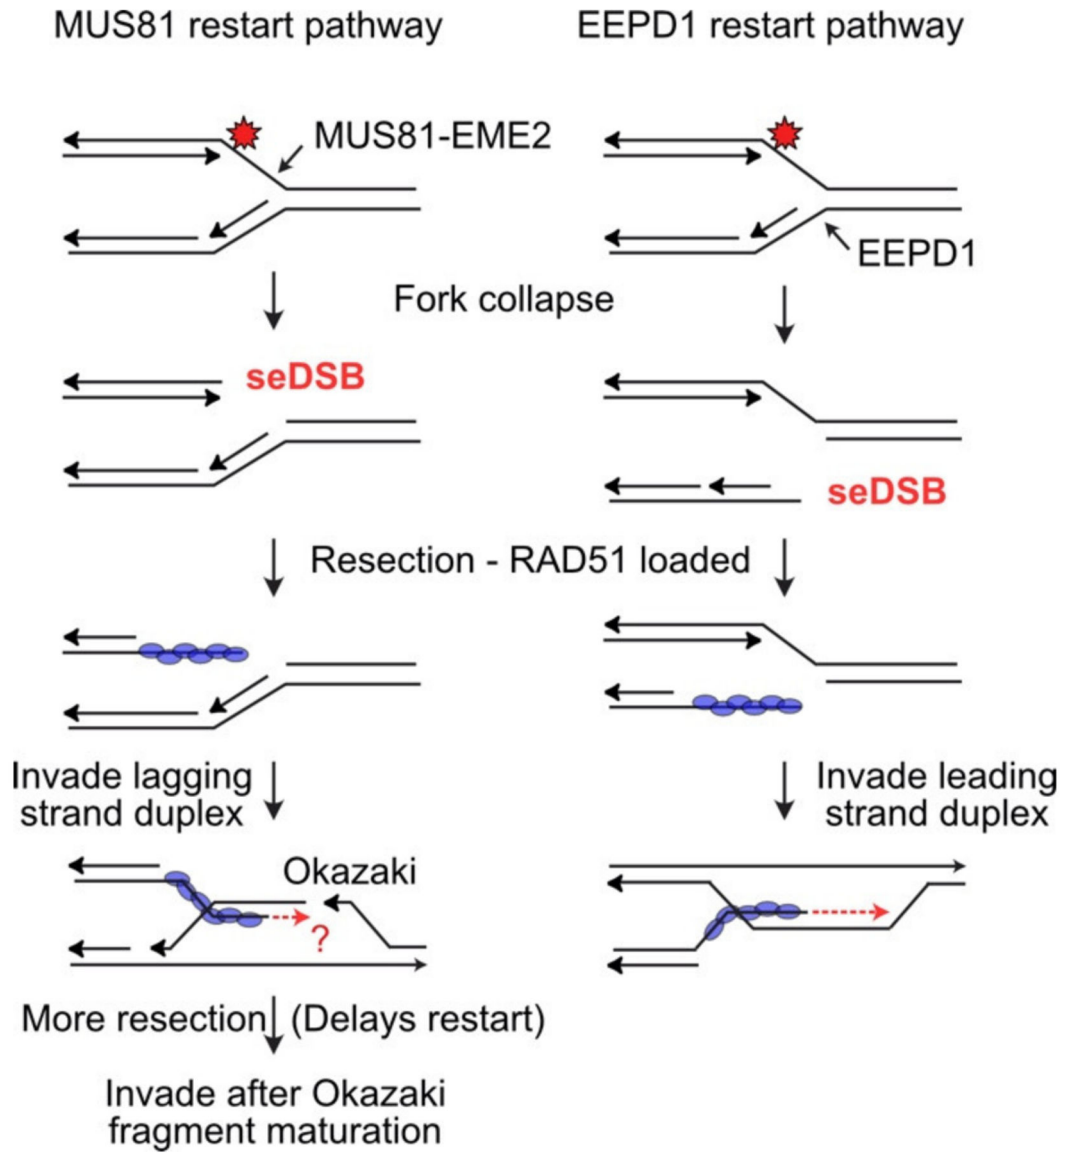 MUS81 restart pathway
EEPD1 restart pathway
MUS81-EME2
EEPD1
Fork collapse
seDSB
seDSB
Resection - RAD51 loaded
Invade lagging
strand duplex
Invade leading
strand duplex
Okazaki
?
More resection (Delays restart)
Invade after Okazaki
fragment maturation